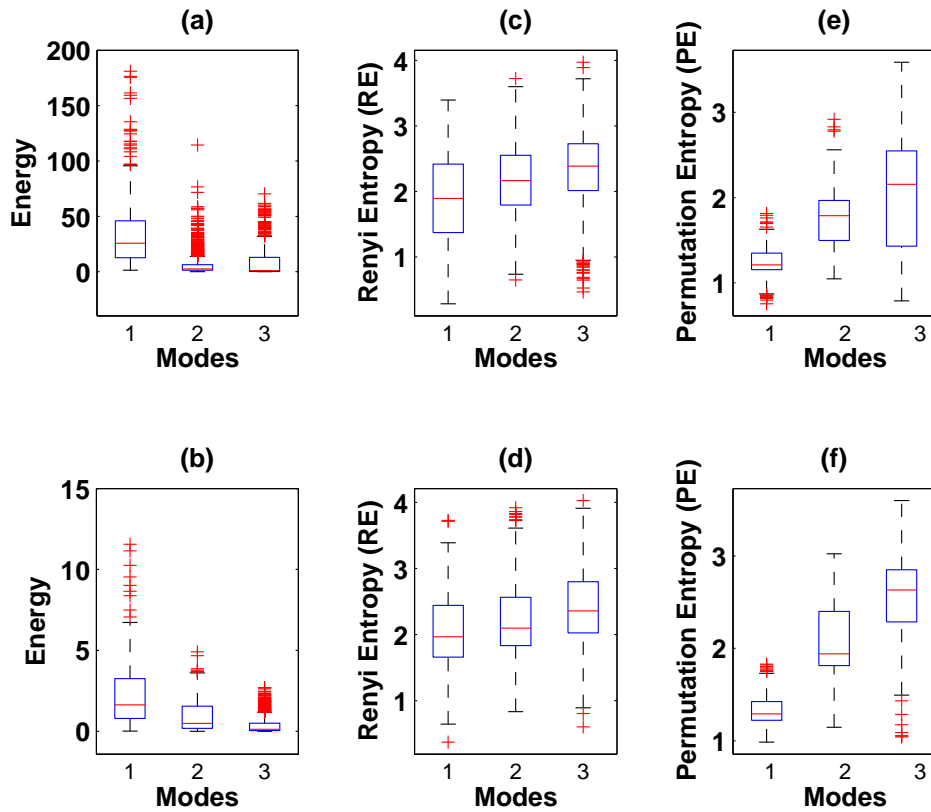 (a)
Energy
200
150
100
50
0
1 2 3
Modes
(c)
Renyi Entropy (RE)
4
3
2
1
1 2 3
Modes
(e)
Permutation Entropy (PE)
3
2
1
1 2 3
Modes
(b)
Energy
15
10
5
0
1 2 3
Modes
(d)
Renyi Entropy (RE)
4
3
2
1
1 2 3
Modes
(f)
Permutation Entropy (PE)
3
2
1
1 2 3
Modes